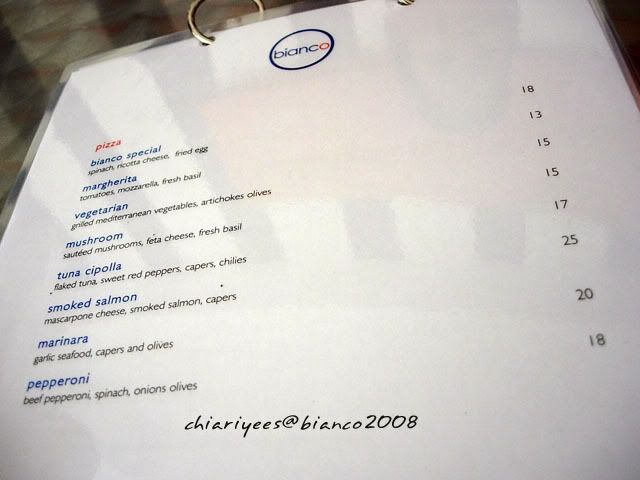 bianco
pizza
bianco special 18
spinach, ricotta cheese, fried egg
margherita 13
tomatoes, mozzarella, fresh basil
vegetarian 15
grilled mediterranean vegetables, artichokes olives
mushroom 15
sautéed mushrooms, feta cheese, fresh basil
tuna cipolla 17
flaked tuna, sweet red peppers, capers, chilies
smoked salmon 25
mascarpone cheese, smoked salmon, capers
marinara 20
garlic seafood, capers and olives
pepperoni 18
beef pepperoni, spinach, onions olives
chiariyees@bianco2008